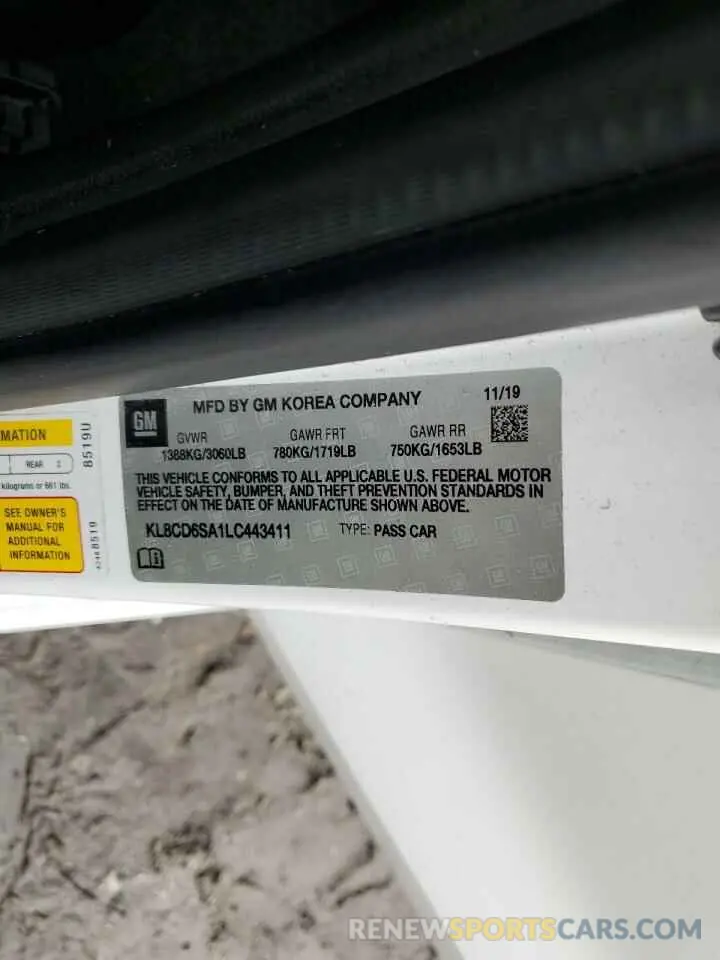 MATION
REAR 2
kilograms or 661 lbs.
SEE OWNER'S
MANUAL FOR
ADDITIONAL
INFORMATION
8519U
8519
GM
MFD BY GM KOREA COMPANY
11/19
GVWR
GAWR FRT
GAWR RR
1388KG/3060LB
780KG/1719LB
750KG/1653LB
THIS VEHICLE CONFORMS TO ALL APPLICABLE U.S. FEDERAL MOTOR
VEHICLE SAFETY, BUMPER, AND THEFT PREVENTION STANDARDS IN
EFFECT ON THE DATE OF MANUFACTURE SHOWN ABOVE.
KL8CD6SA1LC443411 TYPE: PASS CAR
RENEWSPORTSCARS.COM